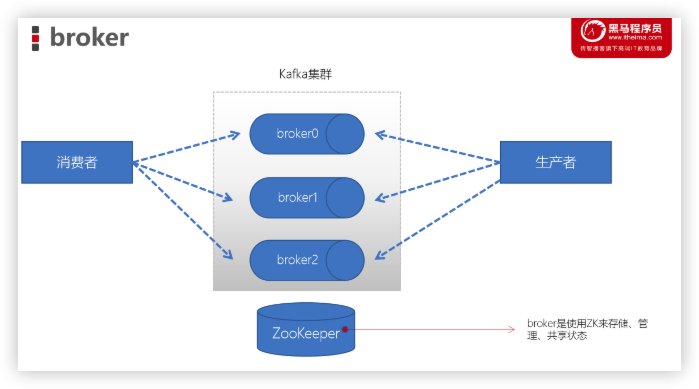 broker
黑马程序员
www.itheima.com
传智播客旗下高端IT教育品牌
Kafka集群
broker0
消费者
生产者
broker1
broker2
ZooKeeper
broker是使用ZK来存储、管
理、共享状态